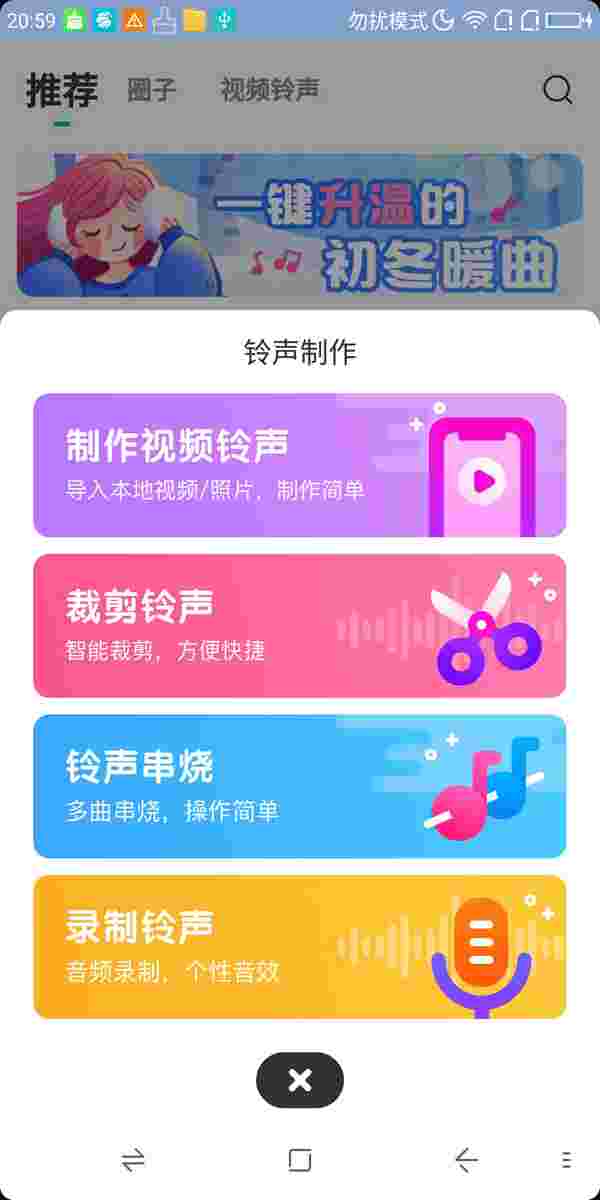 20:59
勿扰模式
推荐 圈子 视频铃声
一键升温的
初冬暖曲
铃声制作
制作视频铃声
导入本地视频/照片，制作简单
裁剪铃声
智能裁剪，方便快捷
铃声串烧
多曲串烧，操作简单
录制铃声
音频录制，个性音效